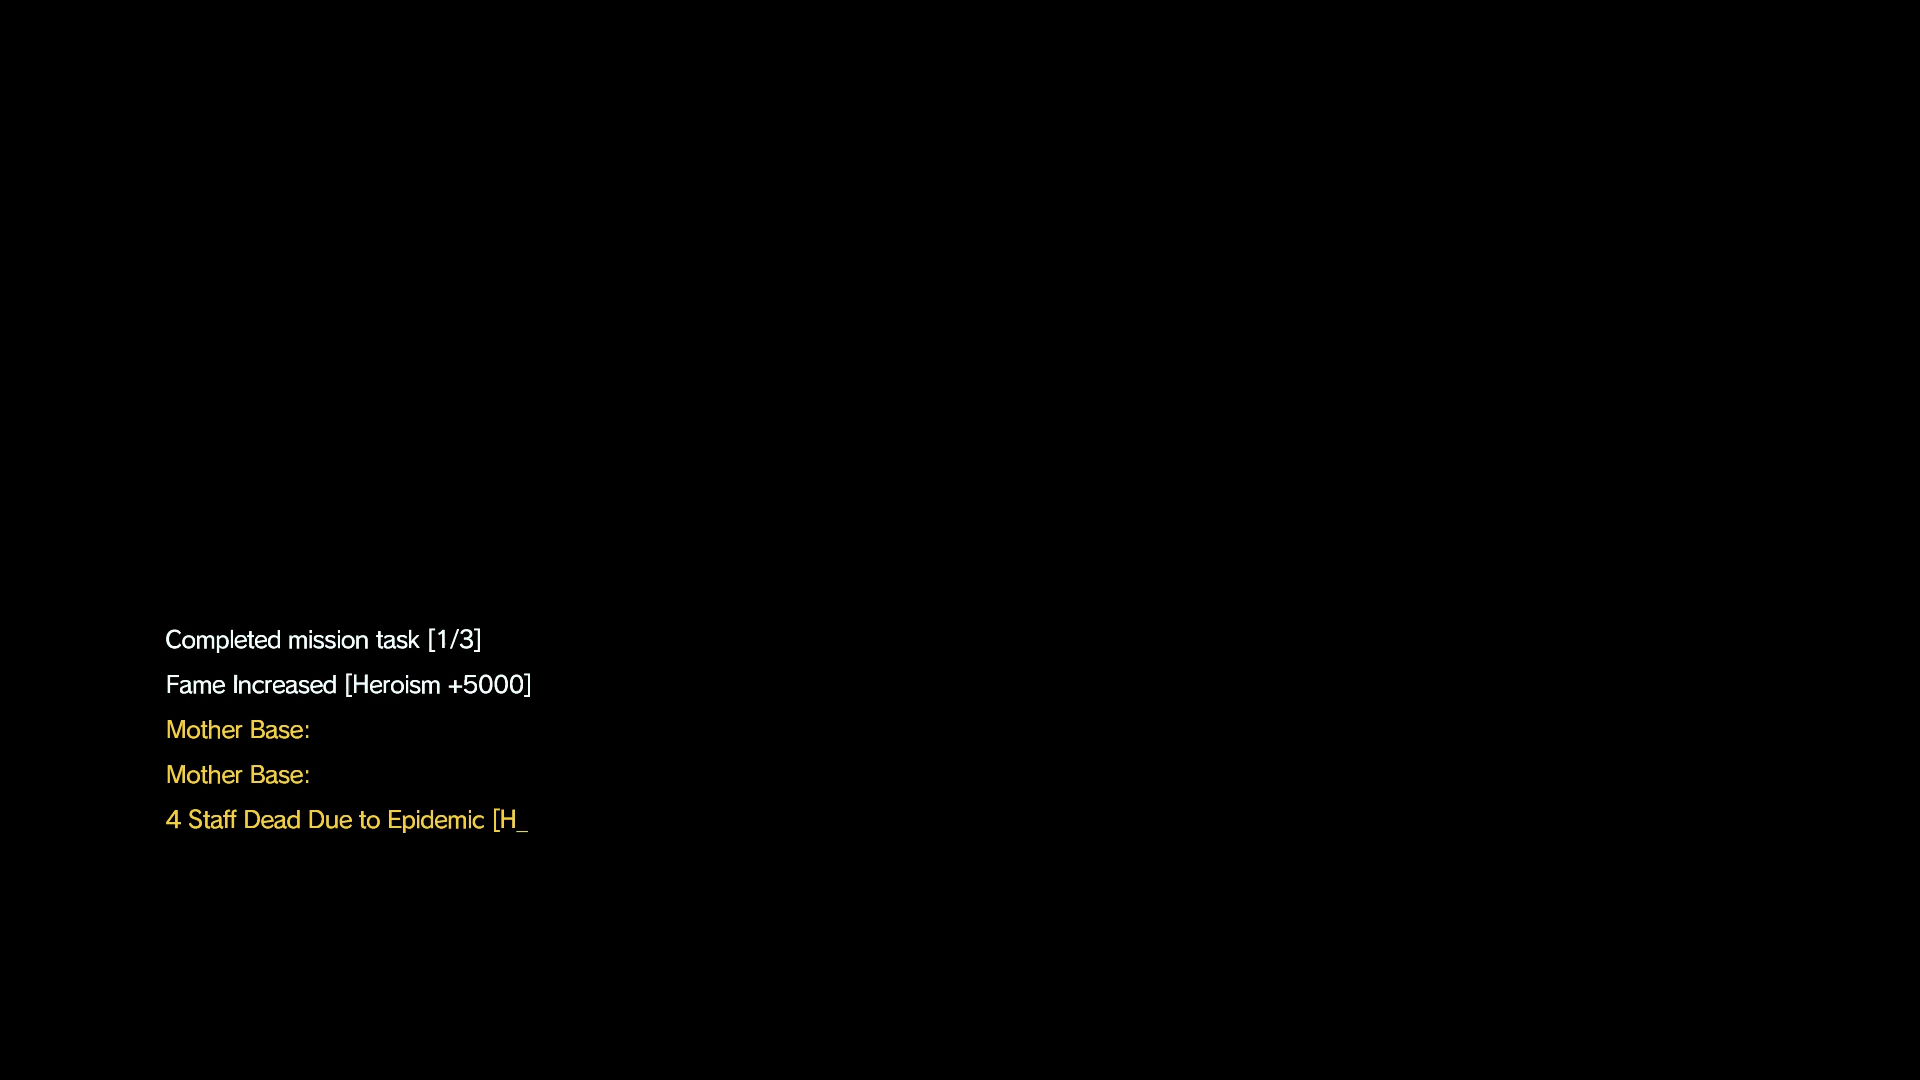 Completed mission task [1/3]
Fame Increased [Heroism +5000]
Mother Base:
Mother Base:
4 Staff Dead Due to Epidemic [H_